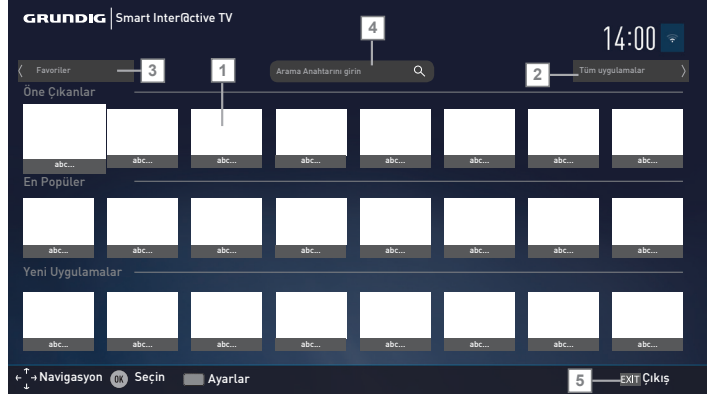 GRUNDIG Smart Inter@ctive TV
4
14:00
Favoriler 3 1 Arama Anahtarını girin 2 Tüm uygulamalar
Öne Çıkanlar
abc... abc... abc... abc... abc... abc... abc... abc...
En Popüler
abc... abc... abc... abc... abc... abc... abc... abc...
Yeni Uygulamalar
abc... abc... abc... abc... abc... abc... abc... abc...
Navigasyon OK Seçin Ayarlar 5 EXIT Çıkış